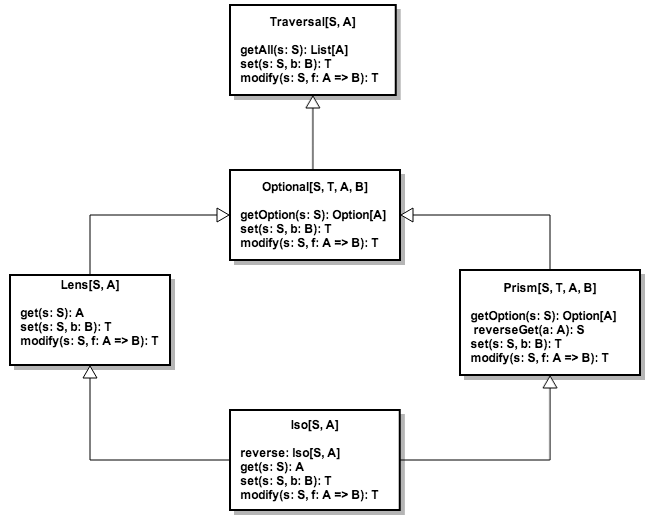 Traversal[S, A]
getAll(s: S): List[A]
set(s: S, b: B): T
modify(s: S, f: A => B): T
Optional[S, T, A, B]
getOption(s: S): Option[A]
set(s: S, b: B): T
modify(s: S, f: A => B): T
Lens[S, A]
get(s: S): A
set(s: S, b: B): T
modify(s: S, f: A => B): T
Prism[S, T, A, B]
getOption(s: S): Option[A]
reverseGet(a: A): S
set(s: S, b: B): T
modify(s: S, f: A => B): T
Iso[S, A]
reverse: Iso[S, A]
get(s: S): A
set(s: S, b: B): T
modify(s: S, f: A => B): T